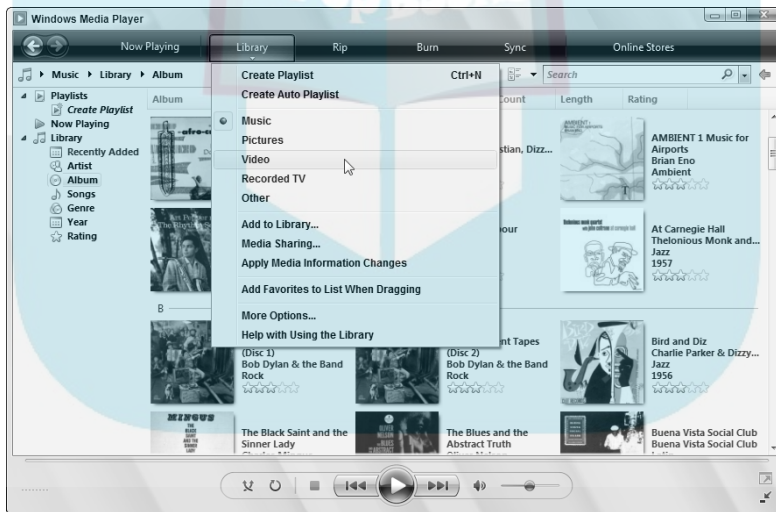 Windows Media Player
Now Playing Library Rip Burn Sync Online Stores
Music Library Album
Search
Create Playlist Ctrl+N
Create Auto Playlist
Music
Pictures
Video
Recorded TV
Other
Add to Library...
Media Sharing...
Apply Media Information Changes
Add Favorites to List When Dragging
More Options...
Help with Using the Library
Playlists
Create Playlist
Now Playing
Library
Recently Added
Artist
Album
Songs
Genre
Year
Rating
Album
Length Rating
stian, Dizz...
AMBIENT 1 Music for
Airports
Brian Eno
Ambient
At Carnegie Hall
Thelonious Monk and...
Jazz
1957
B
(Disc 1)
Bob Dylan & the Band
Rock
nt Tapes
(Disc 2)
Bob Dylan & the Band
Rock
Bird and Diz
Charlie Parker & Dizzy...
Jazz
1956
MINGUS
The Black Saint and the
Sinner Lady
The Blues and the
Abstract Truth
Buena Vista Social Club
Buena Vista Social Club